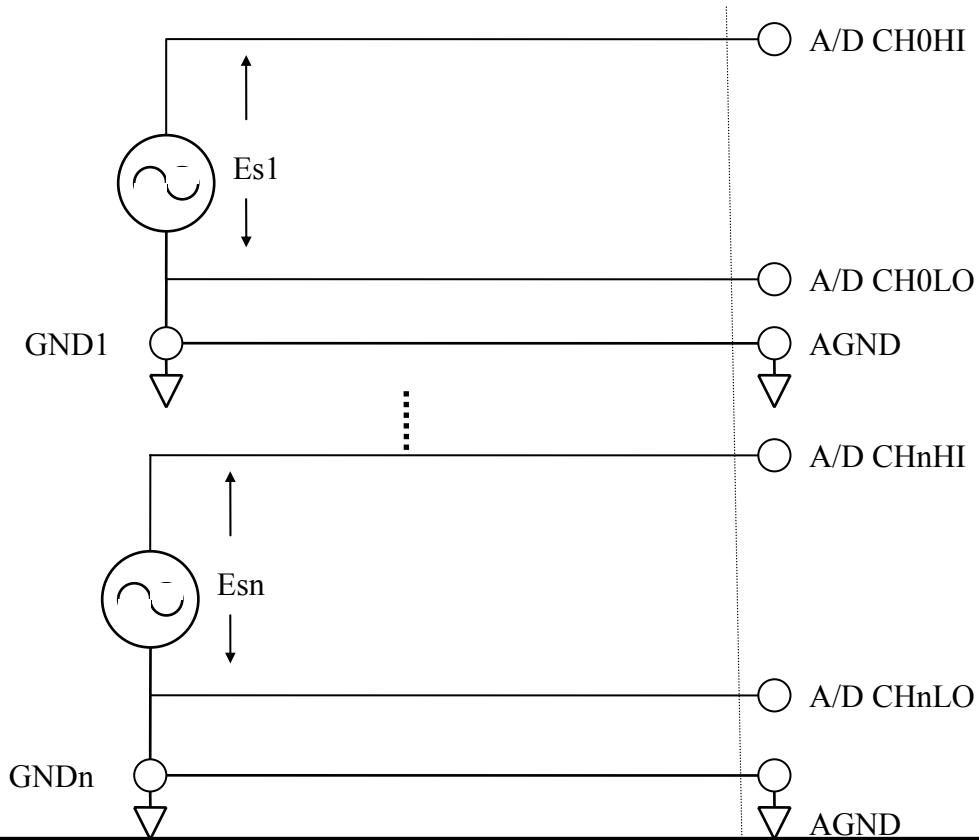 A/D CH0HI
Es1
A/D CH0LO
GND1
AGND
A/D CHnHI
Esn
A/D CHnLO
GNDn
AGND